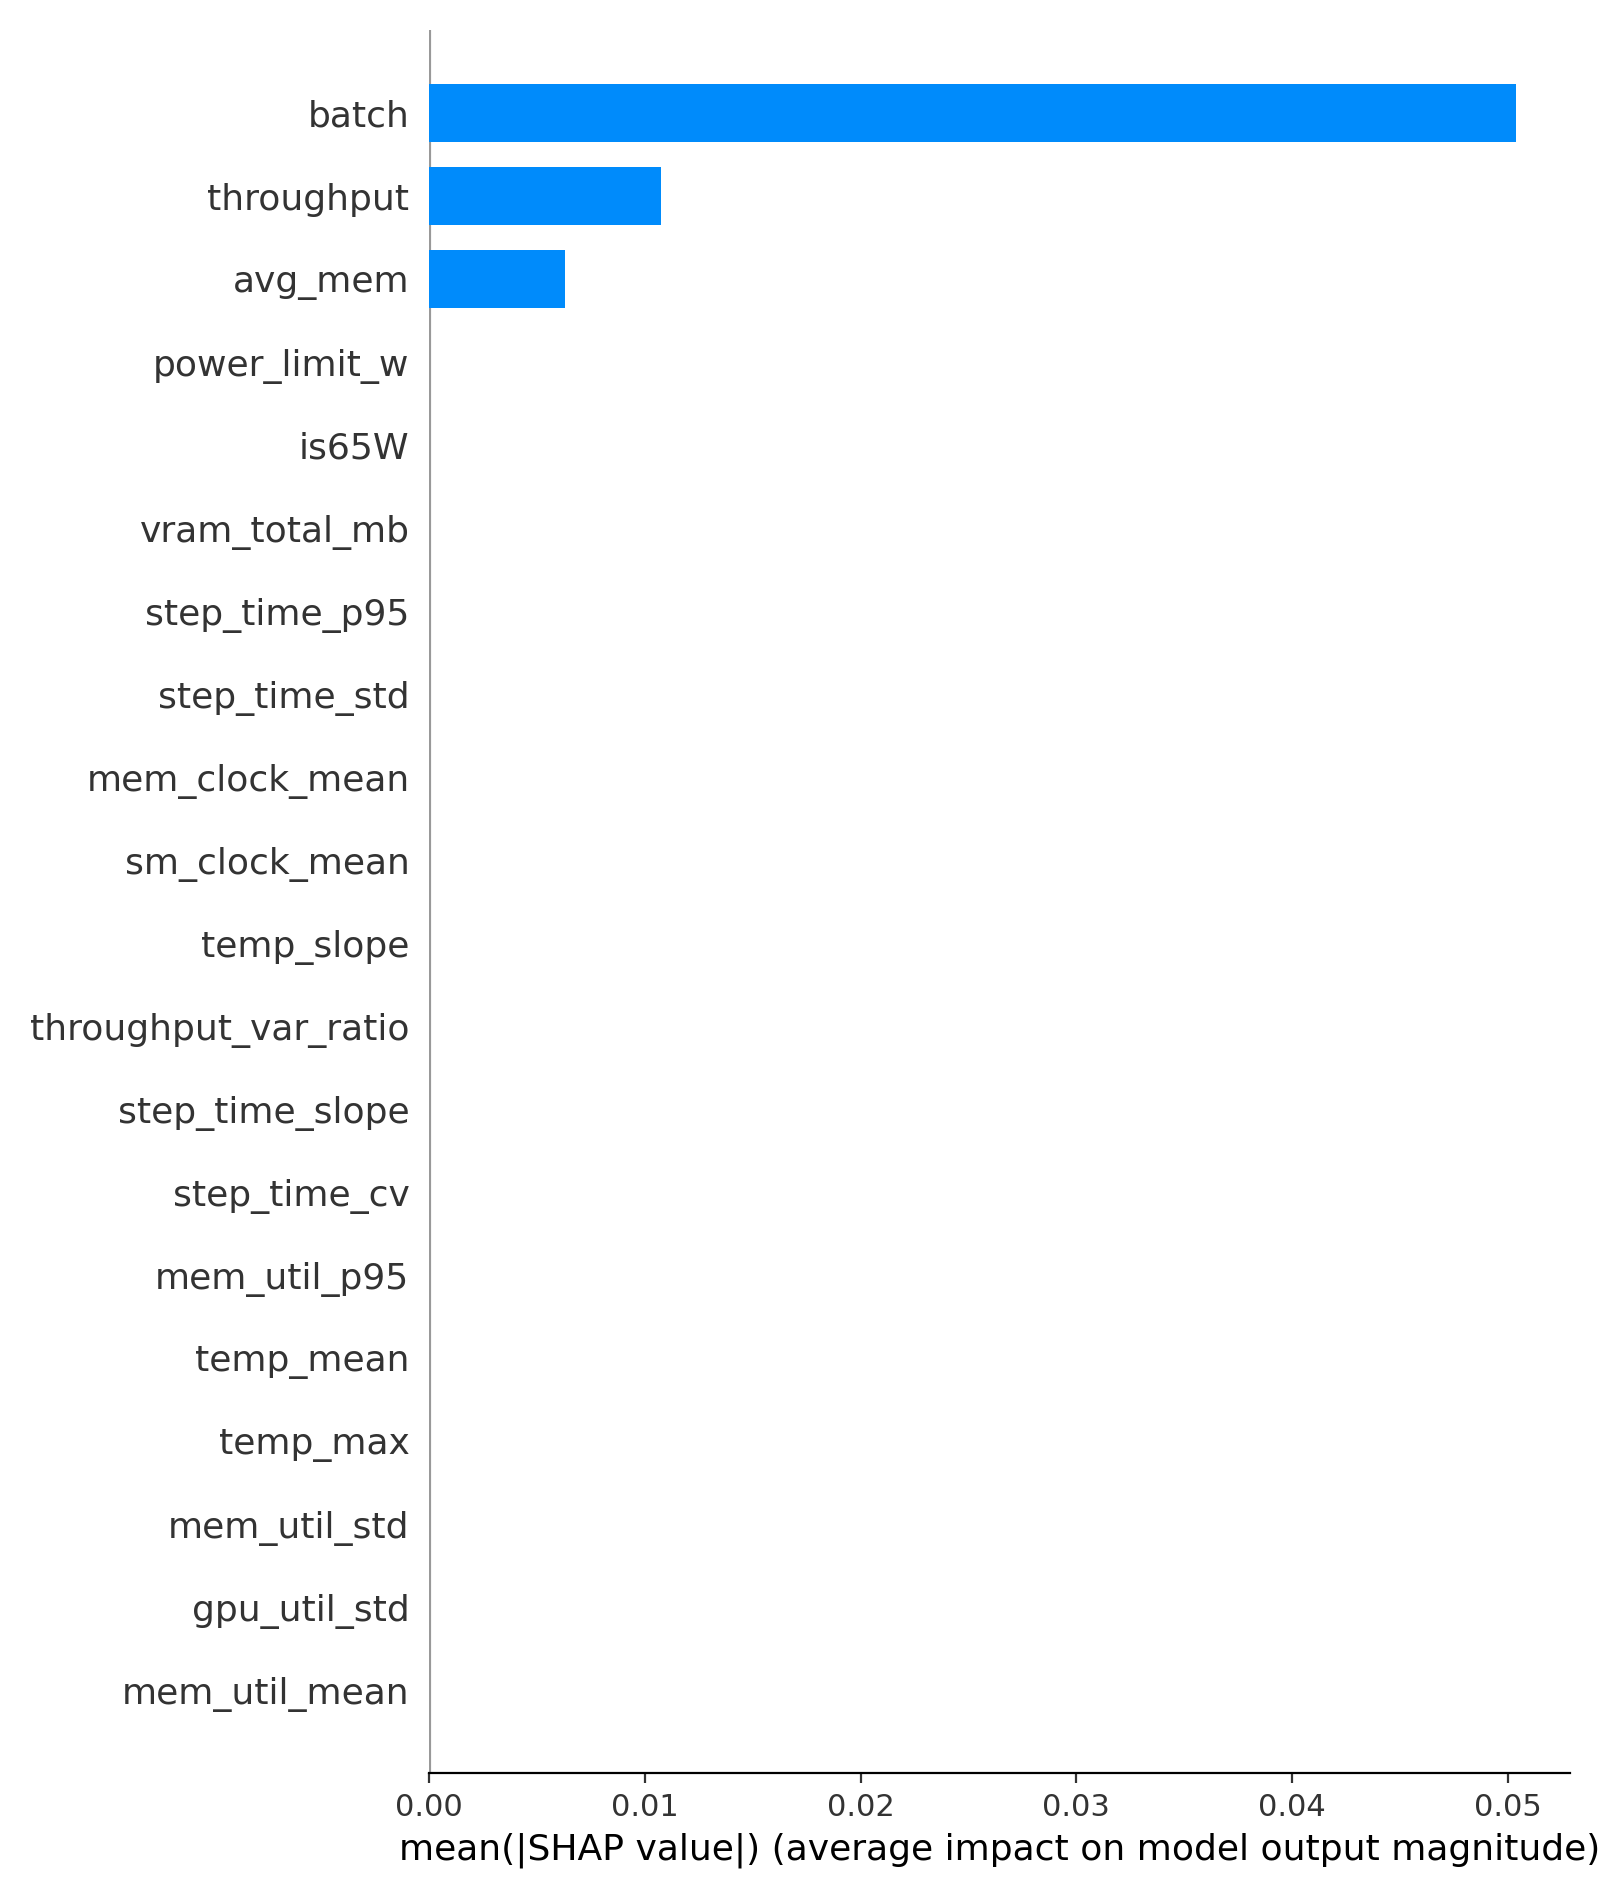 batch
throughput
avg_mem
power_limit_w
is65W
vram_total_mb
step_time_p95
step_time_std
mem_clock_mean
sm_clock_mean
temp_slope
throughput_var_ratio
step_time_slope
step_time_cv
mem_util_p95
temp_mean
temp_max
mem_util_std
gpu_util_std
mem_util_mean
0.00 0.01 0.02 0.03 0.04 0.05
mean(|SHAP value|) (average impact on model output magnitude)